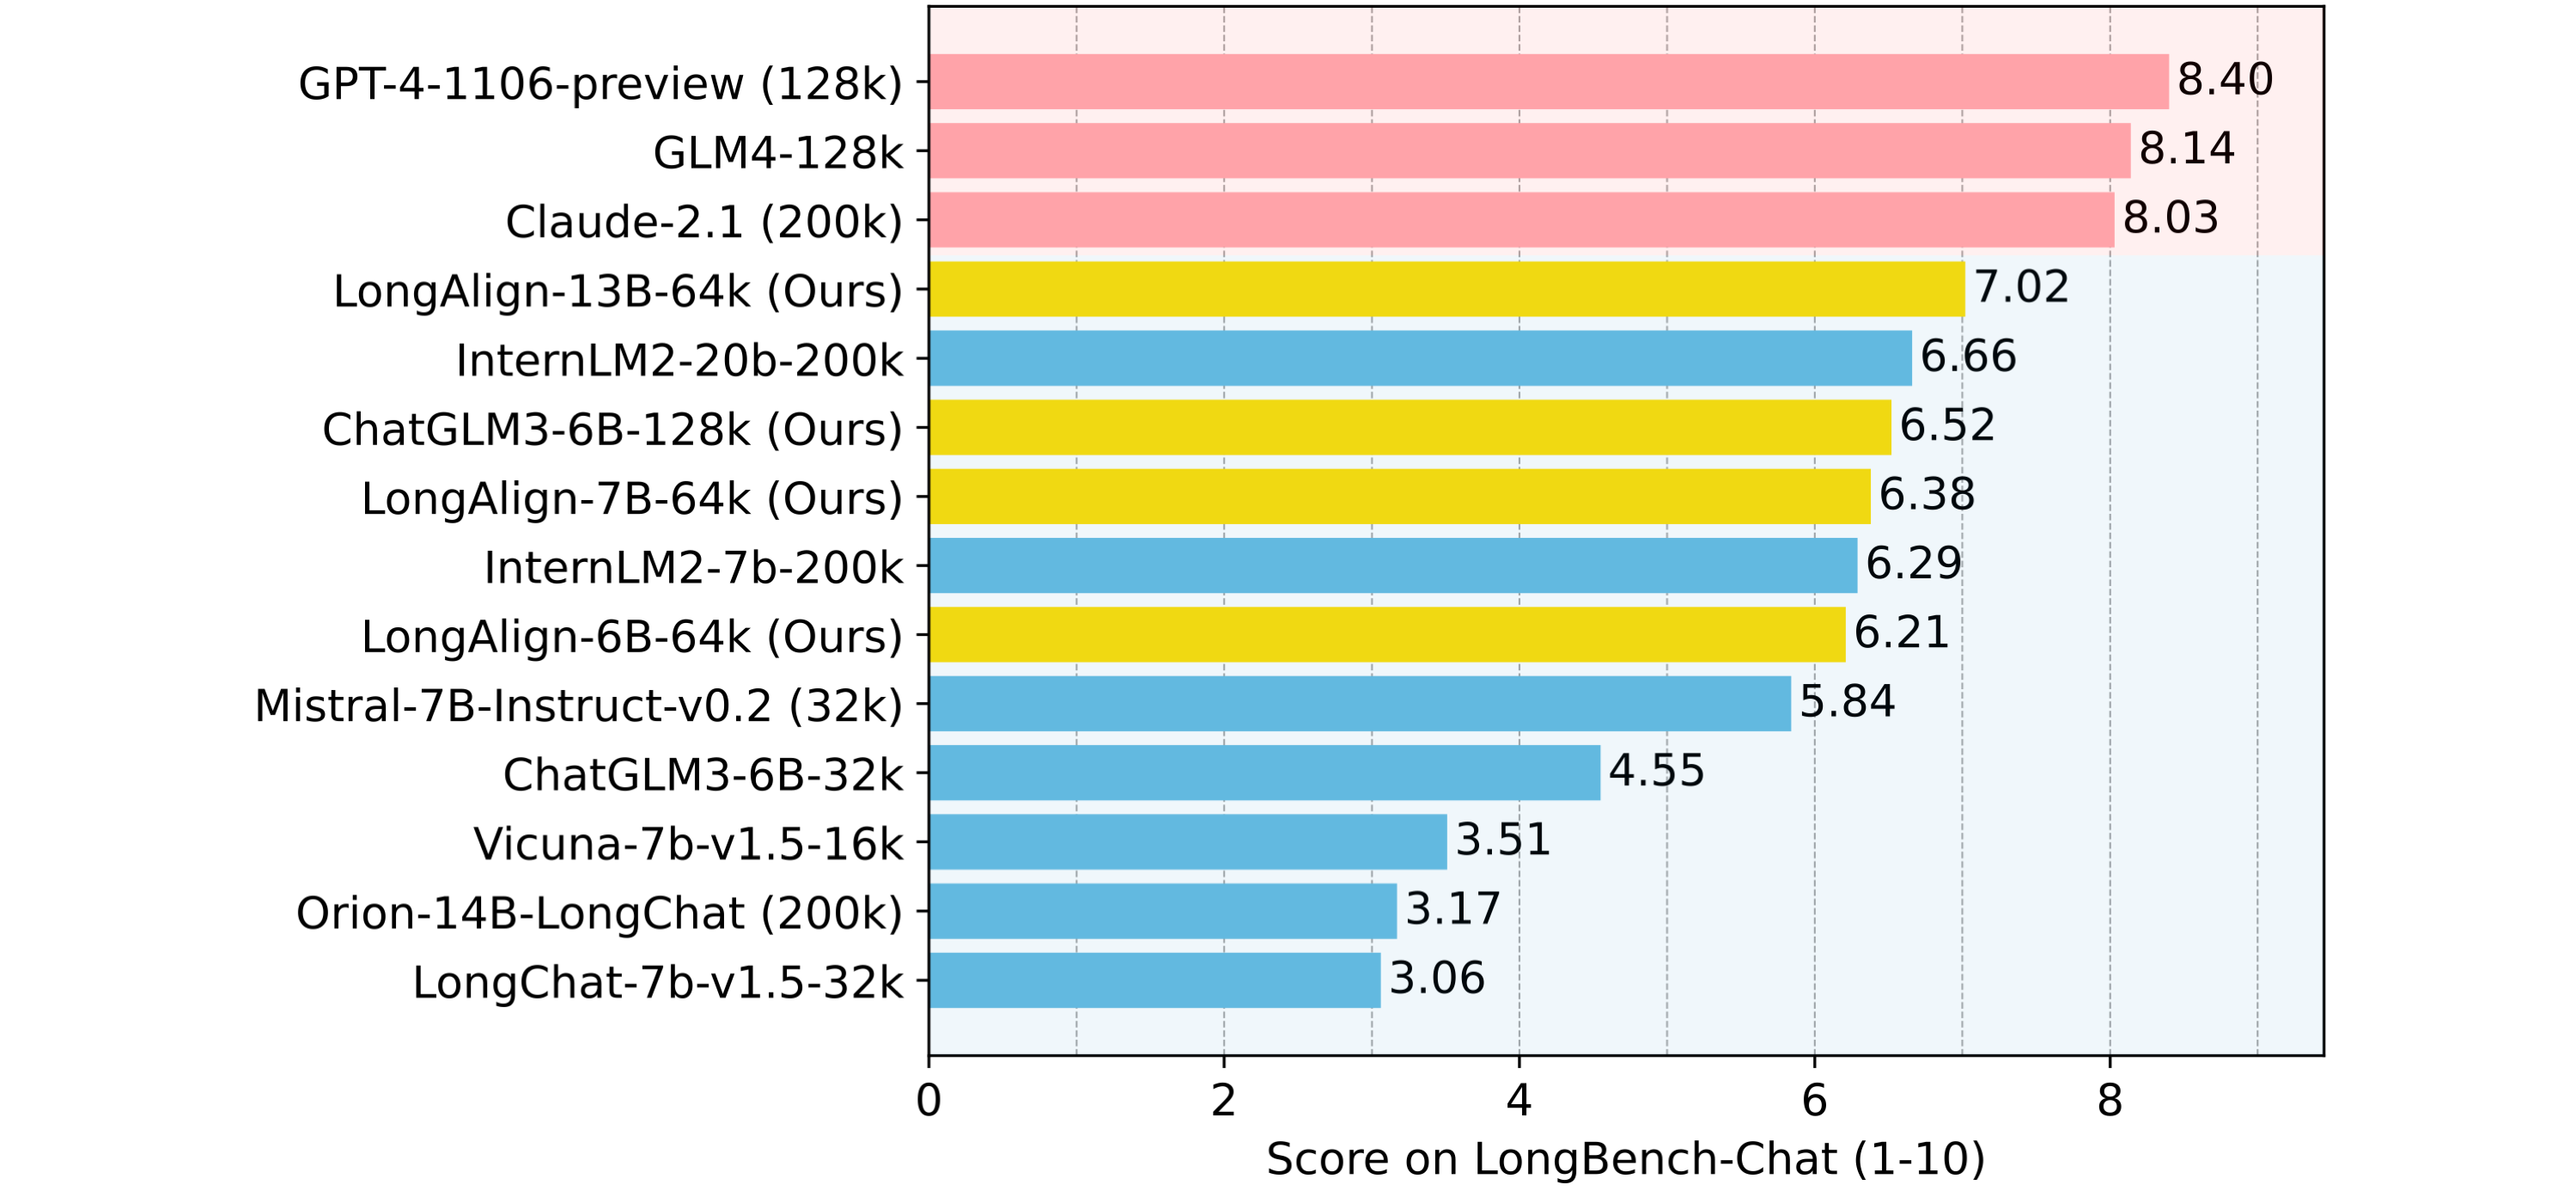 GPT-4-1106-preview (128k) 8.40
GLM4-128k 8.14
Claude-2.1 (200k) 8.03
LongAlign-13B-64k (Ours) 7.02
InternLM2-20b-200k 6.66
ChatGLM3-6B-128k (Ours) 6.52
LongAlign-7B-64k (Ours) 6.38
InternLM2-7b-200k 6.29
LongAlign-6B-64k (Ours) 6.21
Mistral-7B-Instruct-v0.2 (32k) 5.84
ChatGLM3-6B-32k 4.55
Vicuna-7b-v1.5-16k 3.51
Orion-14B-LongChat (200k) 3.17
LongChat-7b-v1.5-32k 3.06
0 2 4 6 8
Score on LongBench-Chat (1-10)